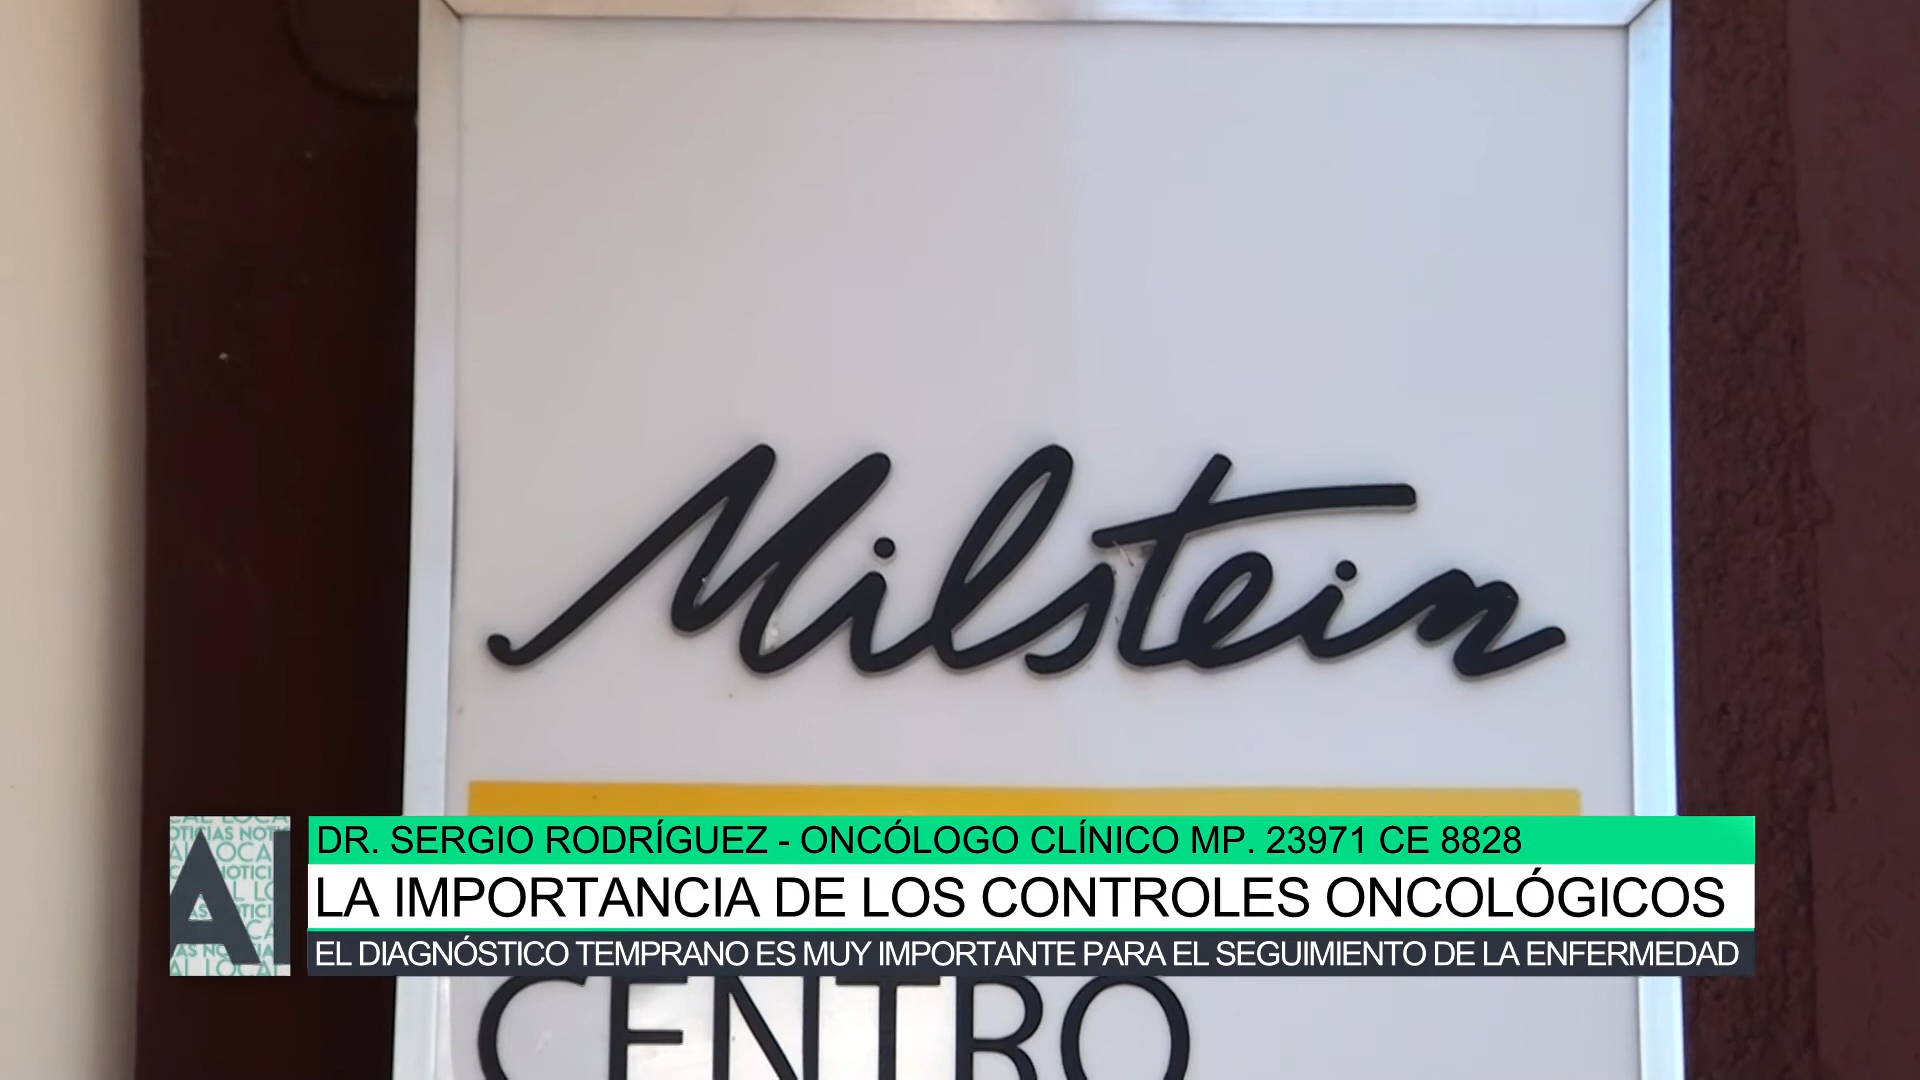 Milstein
DR. SERGIO RODRÍGUEZ - ONCÓLOGO CLÍNICO MP. 23971 CE 8828
LA IMPORTANCIA DE LOS CONTROLES ONCOLÓGICOS
EL DIAGNÓSTICO TEMPRANO ES MUY IMPORTANTE PARA EL SEGUIMIENTO DE LA ENFERMEDAD
CENTRO